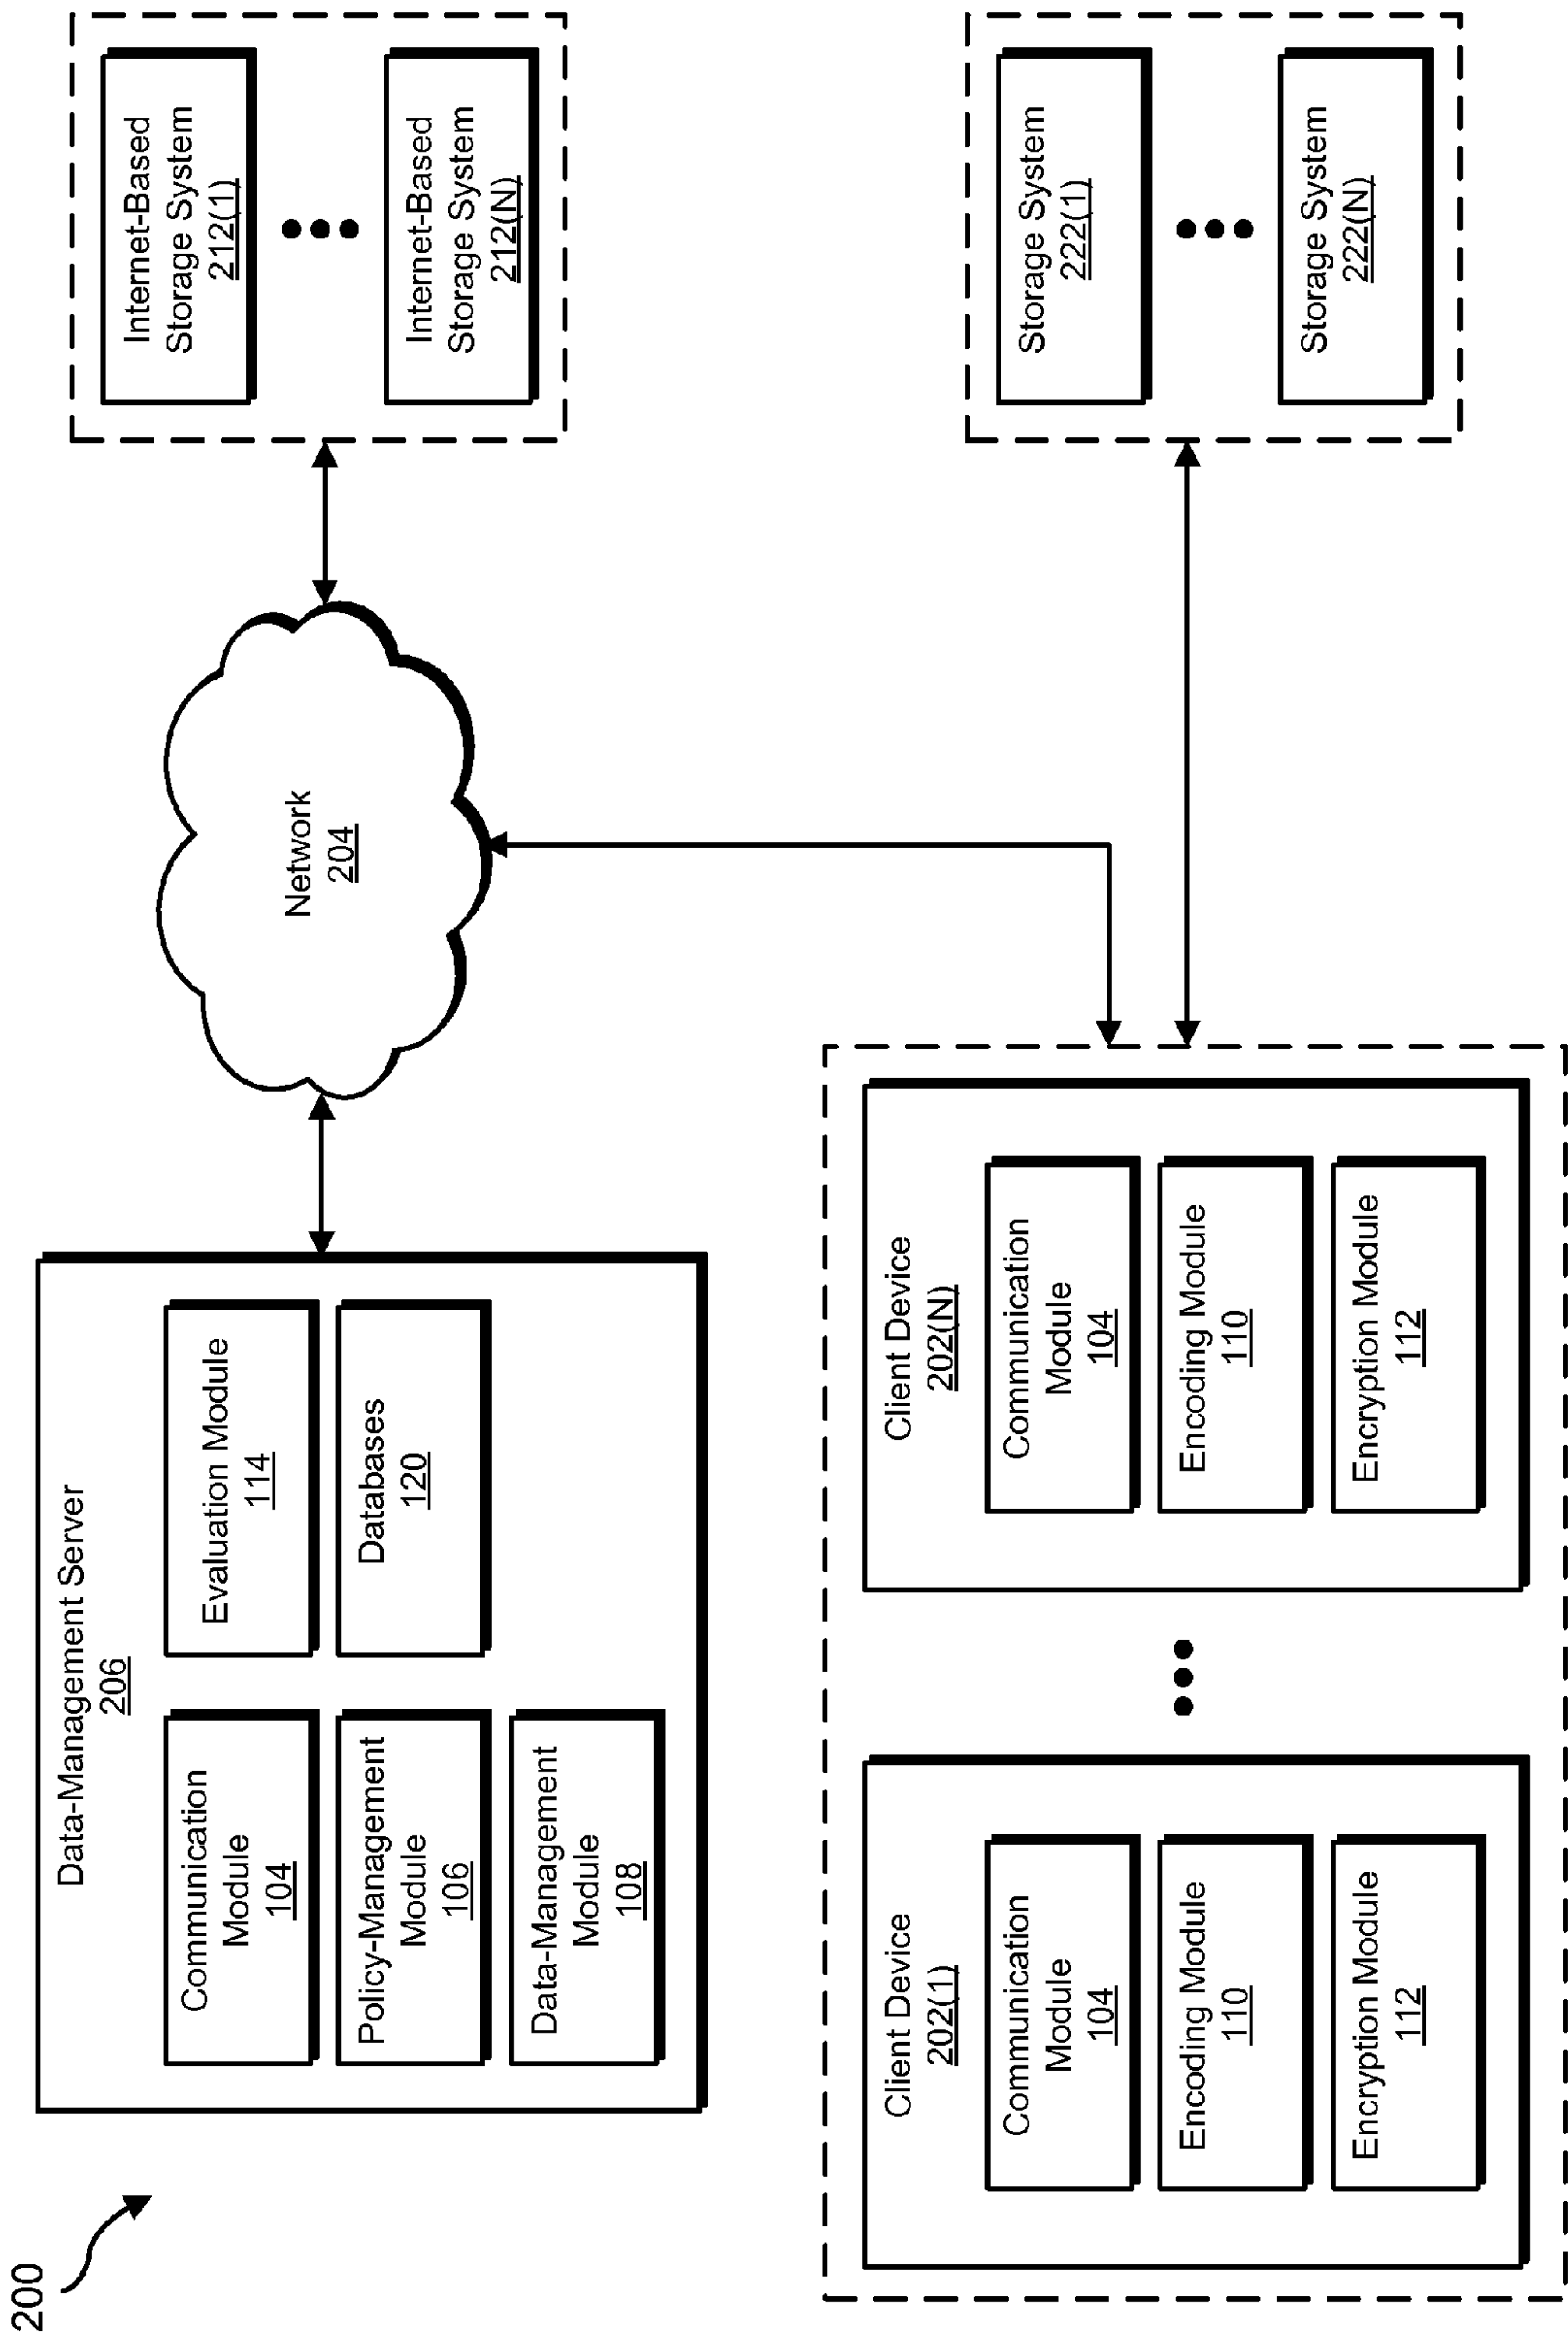 200
Data-Management Server
206
Communication
Module
104
Policy-Management
Module
106
Data-Management
Module
108
Evaluation Module
114
Databases
120
Network
204
Internet-Based
Storage System
212(1)
Internet-Based
Storage System
212(N)
Client Device
202(1)
Communication
Module
104
Encoding Module
110
Encryption Module
112
Client Device
202(N)
Communication
Module
104
Encoding Module
110
Encryption Module
112
Storage System
222(1)
Storage System
222(N)